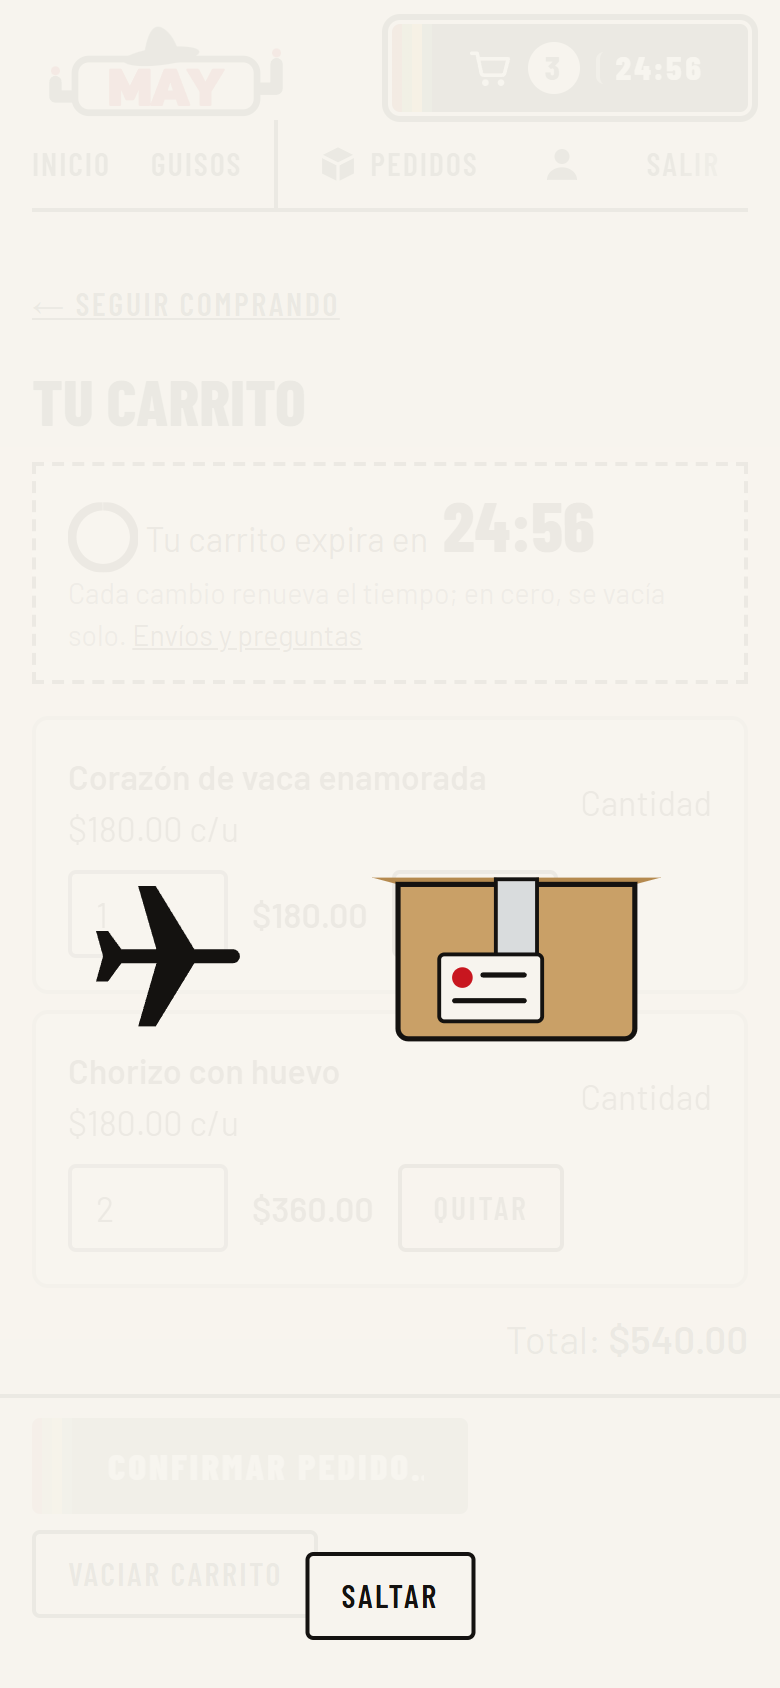 MAY
3
24:56
INICIO GUISOS PEDIDOS SALIR
← SEGUIR COMPRANDO
TU CARRITO
Tu carrito expira en 24:56
Cada cambio renueva el tiempo; en cero, se vacía
solo. Envíos y preguntas
Corazón de vaca enamorada
$180.00 c/u
Cantidad
1 $180.00
Chorizo con huevo
$180.00 c/u
Cantidad
2 $360.00 QUITAR
Total: $540.00
CONFIRMAR PEDIDO…
VACIAR CARRITO
SALTAR